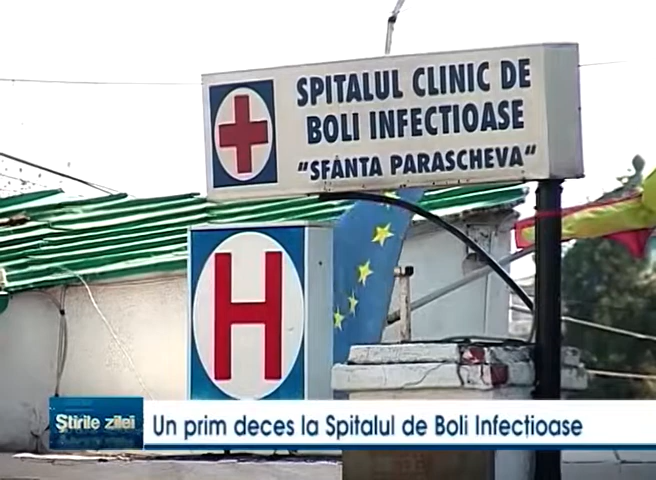 SPITALUL CLINIC DE
BOLI INFECTIOASE
"SFÂNTA PARASCHEVA"
H
Știrile zilei
Un prim deces la Spitalul de Boli Infecțioase